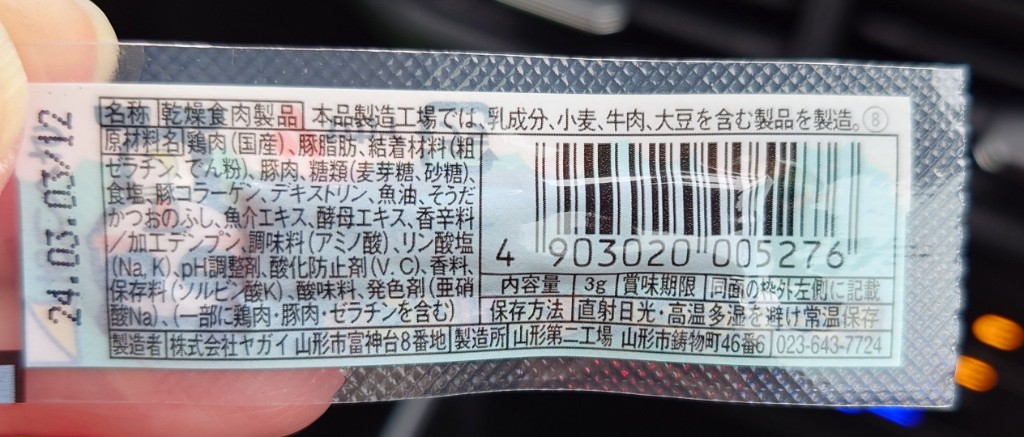 24.03.03/12
名称 乾燥食肉製品 本品製造工場では、乳成分、小麦、牛肉、大豆を含む製品を製造。⑧
原材料名 鶏肉(国産)、豚脂肪、結着材料(粗
ゼラチン、でん粉)、豚肉、糖類(麦芽糖、砂糖)、
食塩、豚コラーゲン、デキストリン、魚油、そうだ
かつおのふし、魚介エキス、酵母エキス、香辛料
/加工デンプン、調味料(アミノ酸)、リン酸塩
(Na,K)、pH調整剤、酸化防止剤(V.C)、香料、
保存料(ソルビン酸K)、酸味料、発色剤(亜硝
酸Na)、(一部に鶏肉・豚肉・ゼラチンを含む)
4 903020 005276
内容量 3g 賞味期限 同面の枠外左側に記載
保存方法 直射日光・高温多湿を避け常温保存
製造者 株式会社ヤガイ 山形市富神台8番地 製造所 山形第二工場 山形市鋳物町46番6 023-643-7724